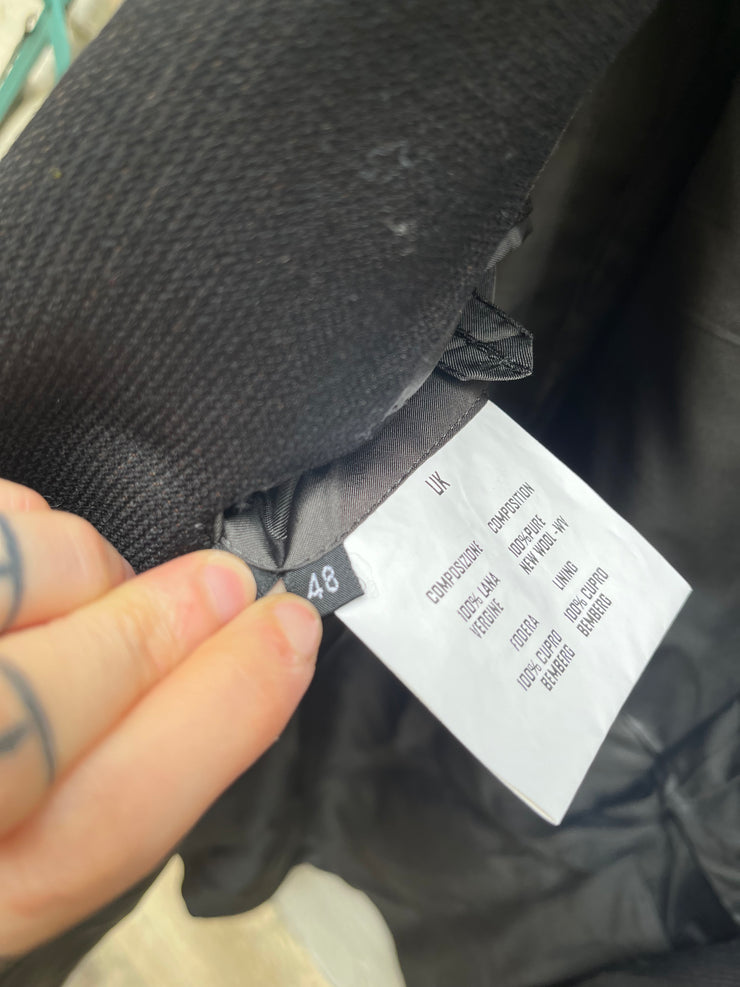 UK
COMPOSIZIONE
100% LANA
VERGINE
FODERA
100% CUPRO
BEMBERG
COMPOSITION
100%PURE
NEW WOOL -WV
LINING
100% CUPRO
BEMBERG
48